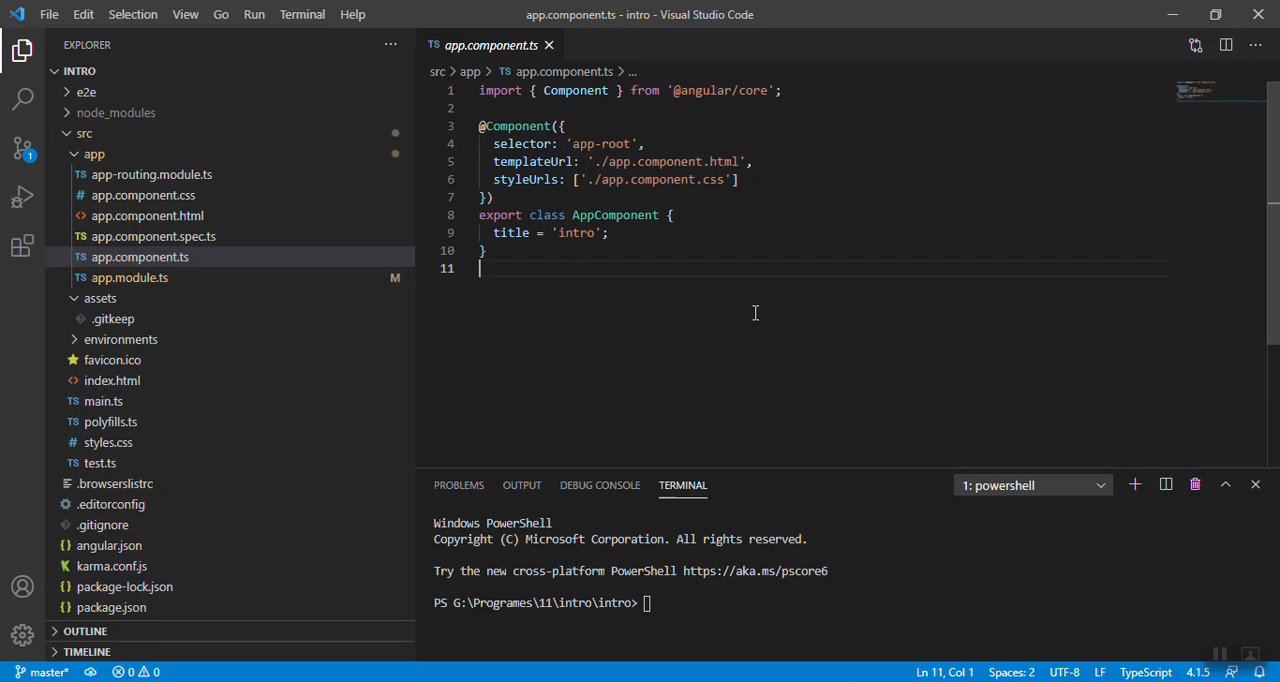 File Edit Selection View Go Run Terminal Help
app.component.ts - intro - Visual Studio Code
EXPLORER
INTRO
e2e
node_modules
src
app
TS app-routing.module.ts
# app.component.css
<> app.component.html
TS app.component.spec.ts
TS app.component.ts
TS app.module.ts M
assets
.gitkeep
environments
favicon.ico
<> index.html
TS main.ts
TS polyfills.ts
# styles.css
TS test.ts
.browserslistrc
.editorconfig
.gitignore
{} angular.json
karma.conf.js
{} package-lock.json
{} package.json
OUTLINE
TIMELINE
1
TS app.component.ts
src > app > TS app.component.ts > ...
1 import { Component } from '@angular/core';
2
3 @Component({
4 selector: 'app-root',
5 templateUrl: './app.component.html',
6 styleUrls: ['./app.component.css']
7 })
8 export class AppComponent {
9 title = 'intro';
10 }
11
PROBLEMS OUTPUT DEBUG CONSOLE TERMINAL 1: powershell
Windows PowerShell
Copyright (C) Microsoft Corporation. All rights reserved.
Try the new cross-platform PowerShell https://aka.ms/pscore6
PS G:\Programes\11\intro\intro>
master* 0 0 Ln 11, Col 1 Spaces: 2 UTF-8 LF TypeScript 4.1.5